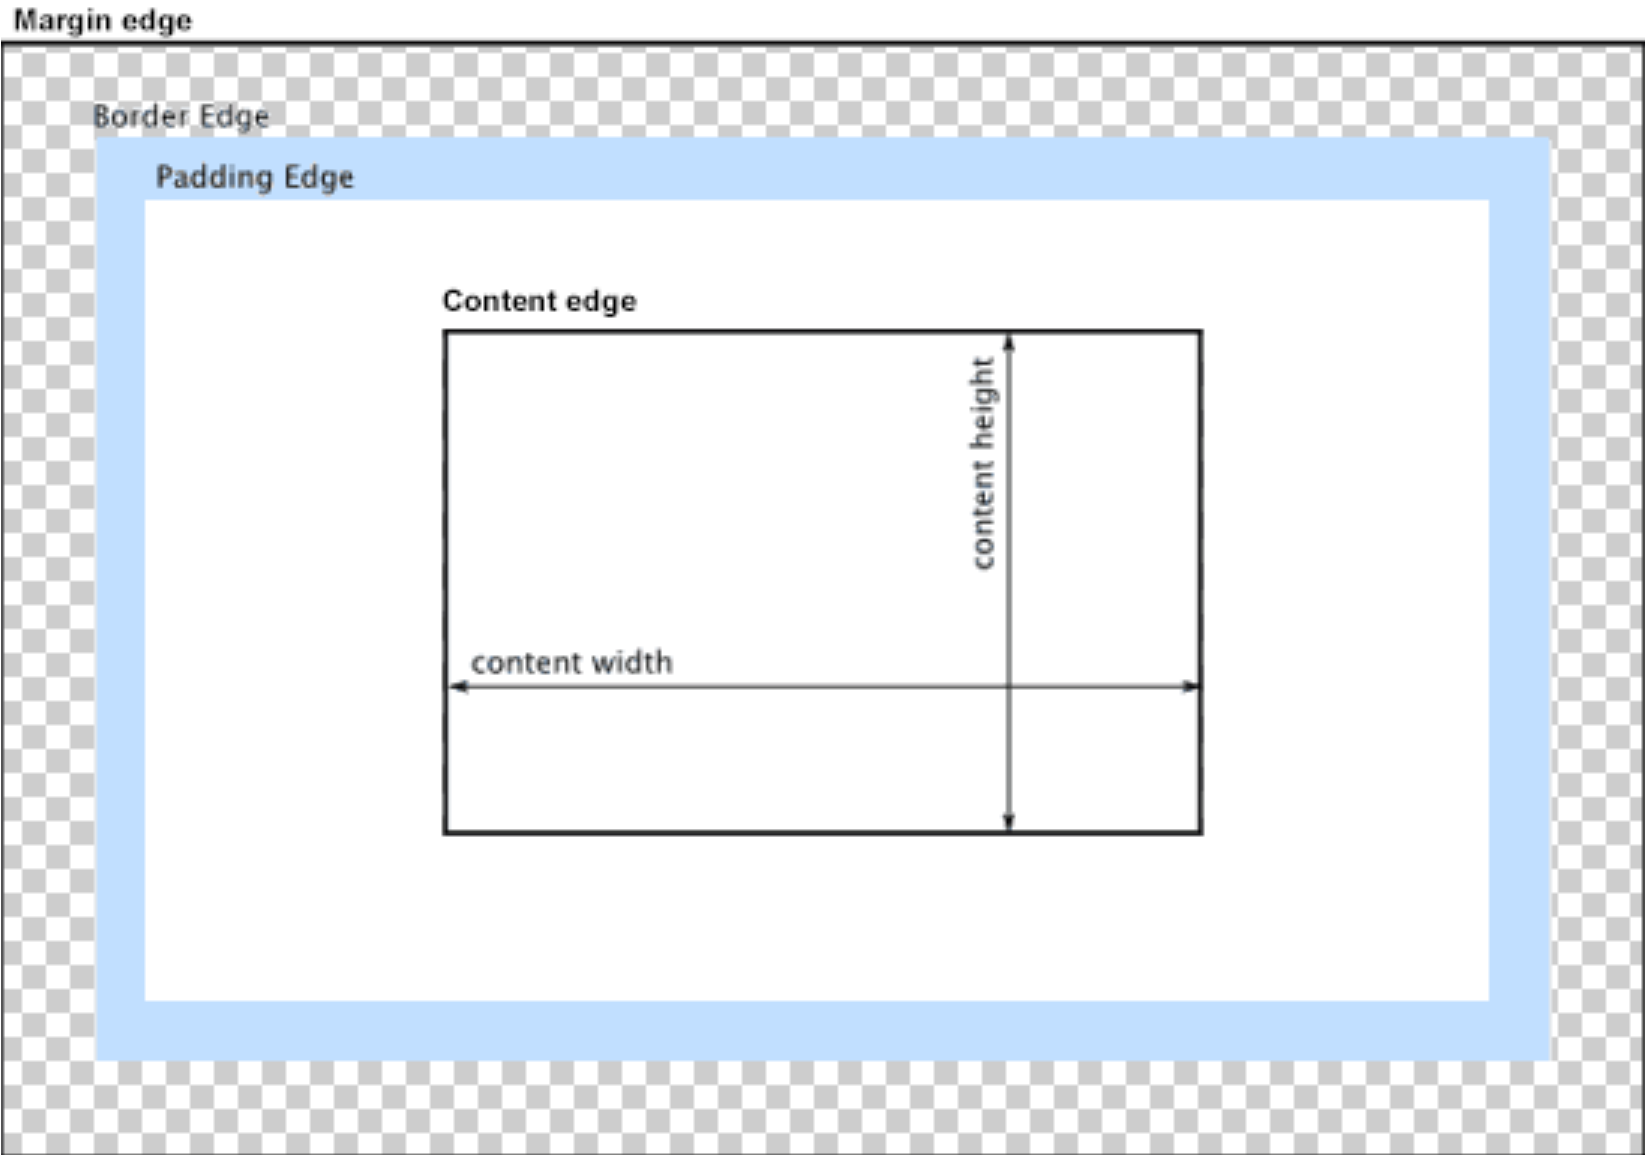 Margin edge
Border Edge
Padding Edge
Content edge
content height
content width